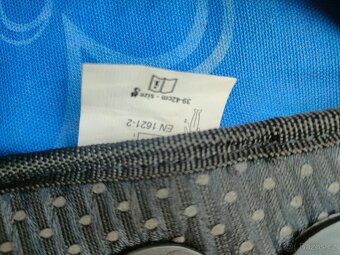 EN 1621-2
39-42cm - size S